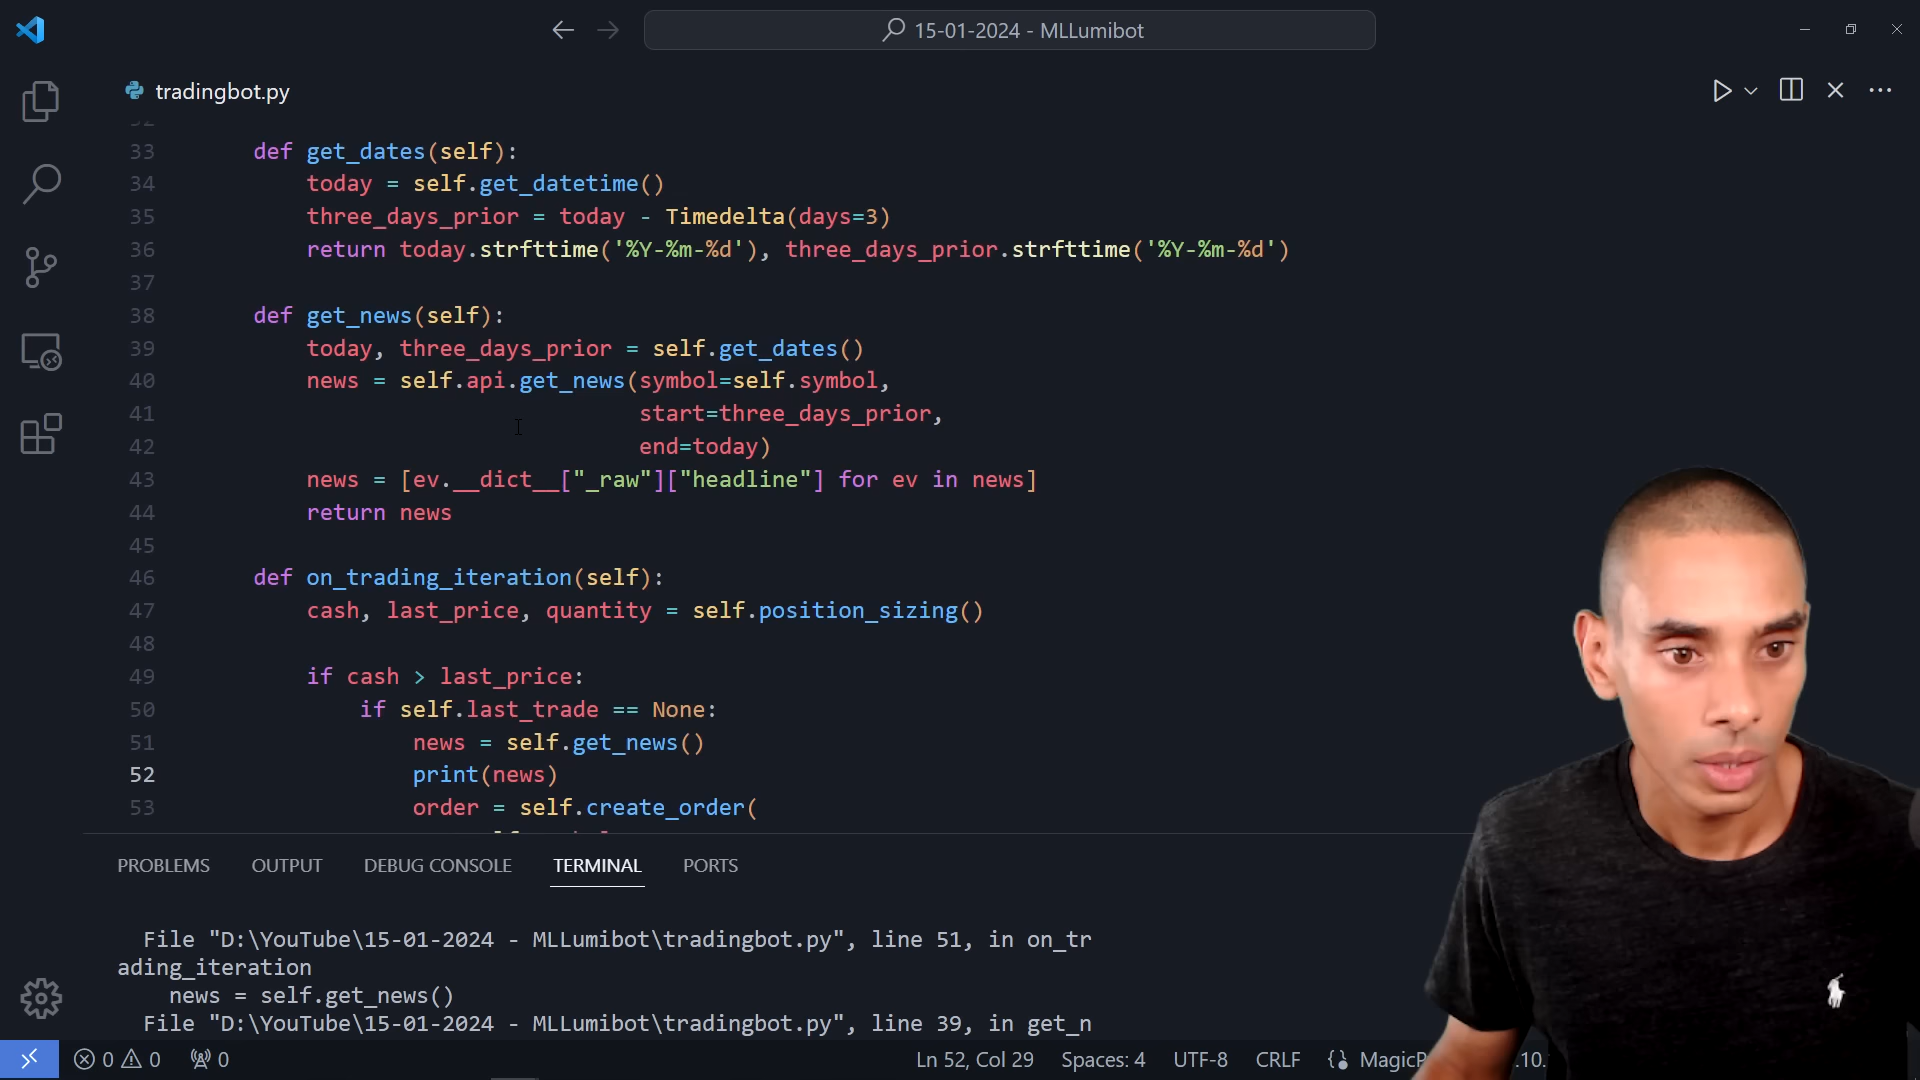 15-01-2024 - MLLumibot
tradingbot.py
32
33 def get_dates(self):
34 today = self.get_datetime()
35 three_days_prior = today - Timedelta(days=3)
36 return today.strfttime('%Y-%m-%d'), three_days_prior.strfttime('%Y-%m-%d')
37
38 def get_news(self):
39 today, three_days_prior = self.get_dates()
40 news = self.api.get_news(symbol=self.symbol,
41 start=three_days_prior,
42 end=today)
43 news = [ev.__dict__["_raw"]["headline"] for ev in news]
44 return news
45
46 def on_trading_iteration(self):
47 cash, last_price, quantity = self.position_sizing()
48
49 if cash > last_price:
50 if self.last_trade == None:
51 news = self.get_news()
52 print(news)
53 order = self.create_order(
PROBLEMS OUTPUT DEBUG CONSOLE TERMINAL PORTS
File "D:\YouTube\15-01-2024 - MLLumibot\tradingbot.py", line 51, in on_tr
ading_iteration
news = self.get_news()
File "D:\YouTube\15-01-2024 - MLLumibot\tradingbot.py", line 39, in get_n
0 0 0 Ln 52, Col 29 Spaces: 4 UTF-8 CRLF MagicP .10.